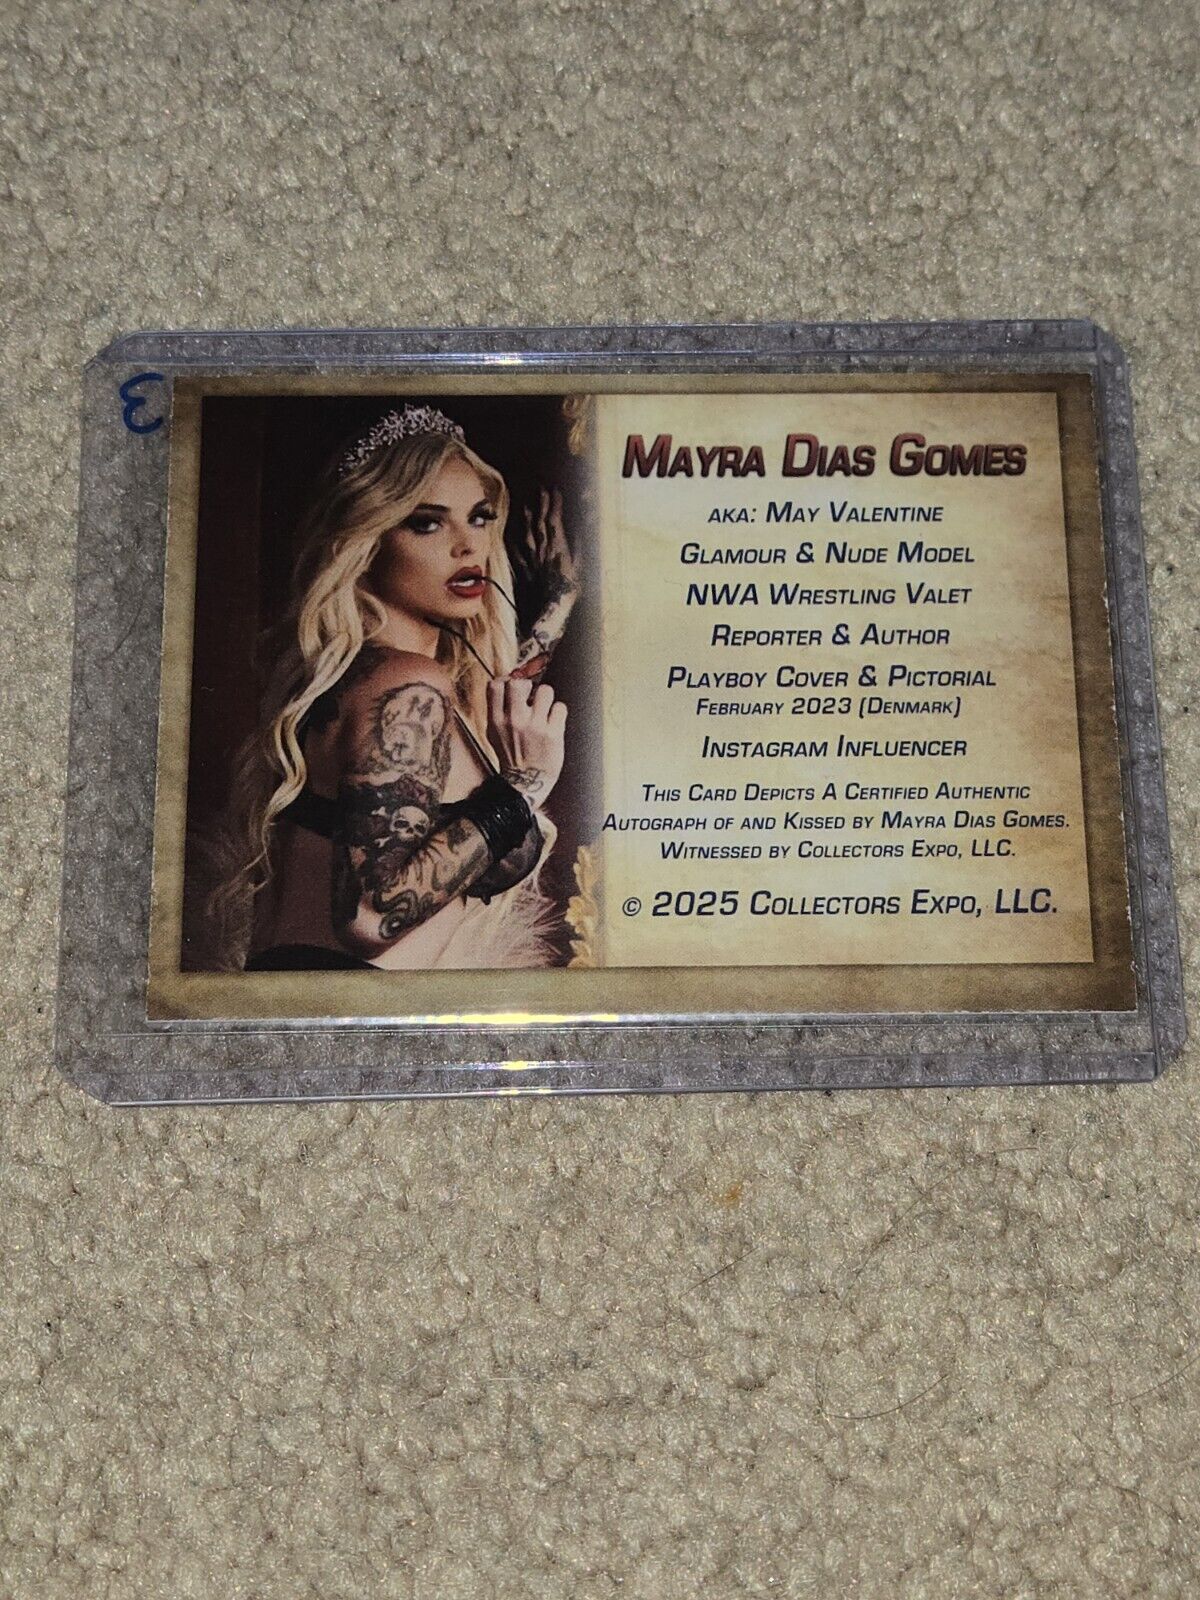 3
MAYRA DIAS GOMES
AKA: MAY VALENTINE
GLAMOUR & NUDE MODEL
NWA WRESTLING VALET
REPORTER & AUTHOR
PLAYBOY COVER & PICTORIAL
FEBRUARY 2023 (DENMARK)
INSTAGRAM INFLUENCER
THIS CARD DEPICTS A CERTIFIED AUTHENTIC
AUTOGRAPH OF AND KISSED BY MAYRA DIAS GOMES.
WITNESSED BY COLLECTORS EXPO, LLC.
© 2025 COLLECTORS EXPO, LLC.